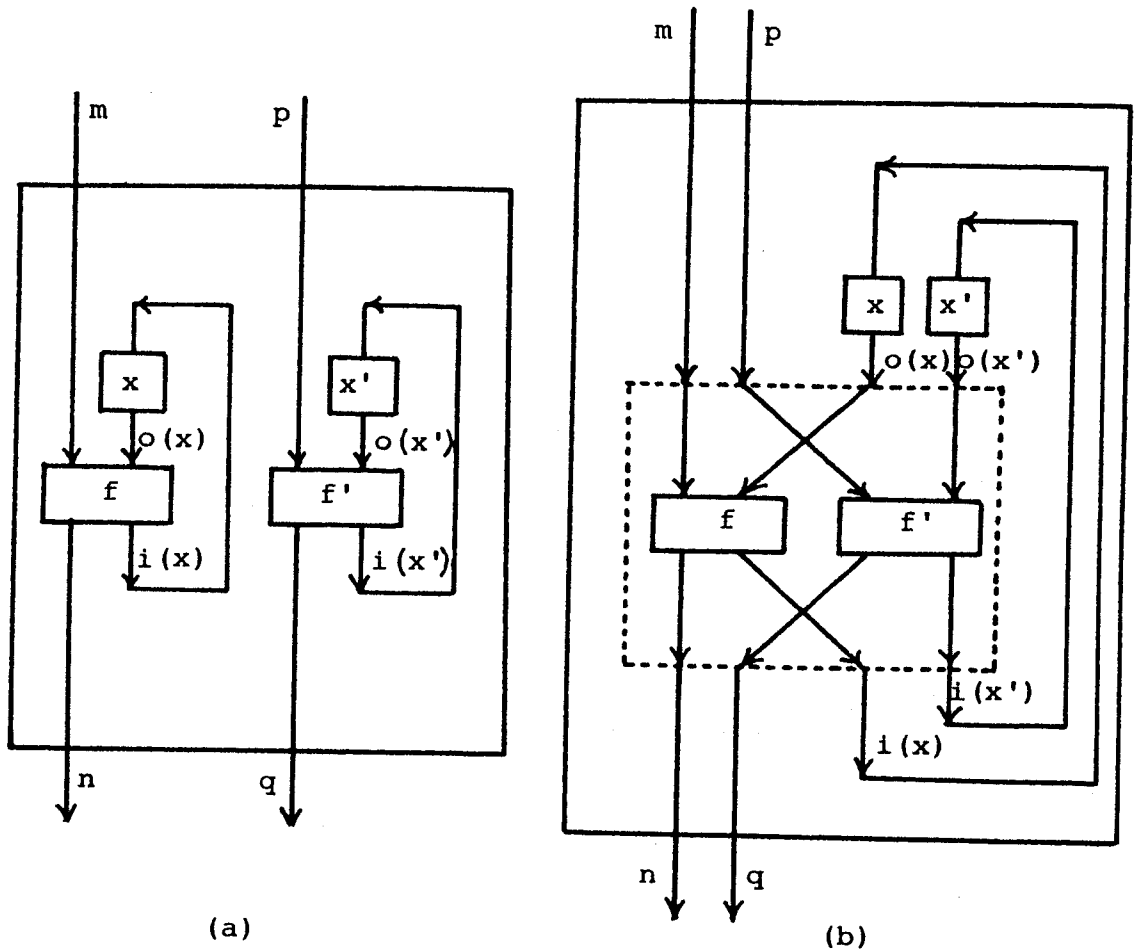 m p
x x'
o(x) o(x')
f f'
i(x) i(x')
n q
(a)
m p
x x'
o(x) o(x')
f f'
i(x')
i(x)
n q
(b)